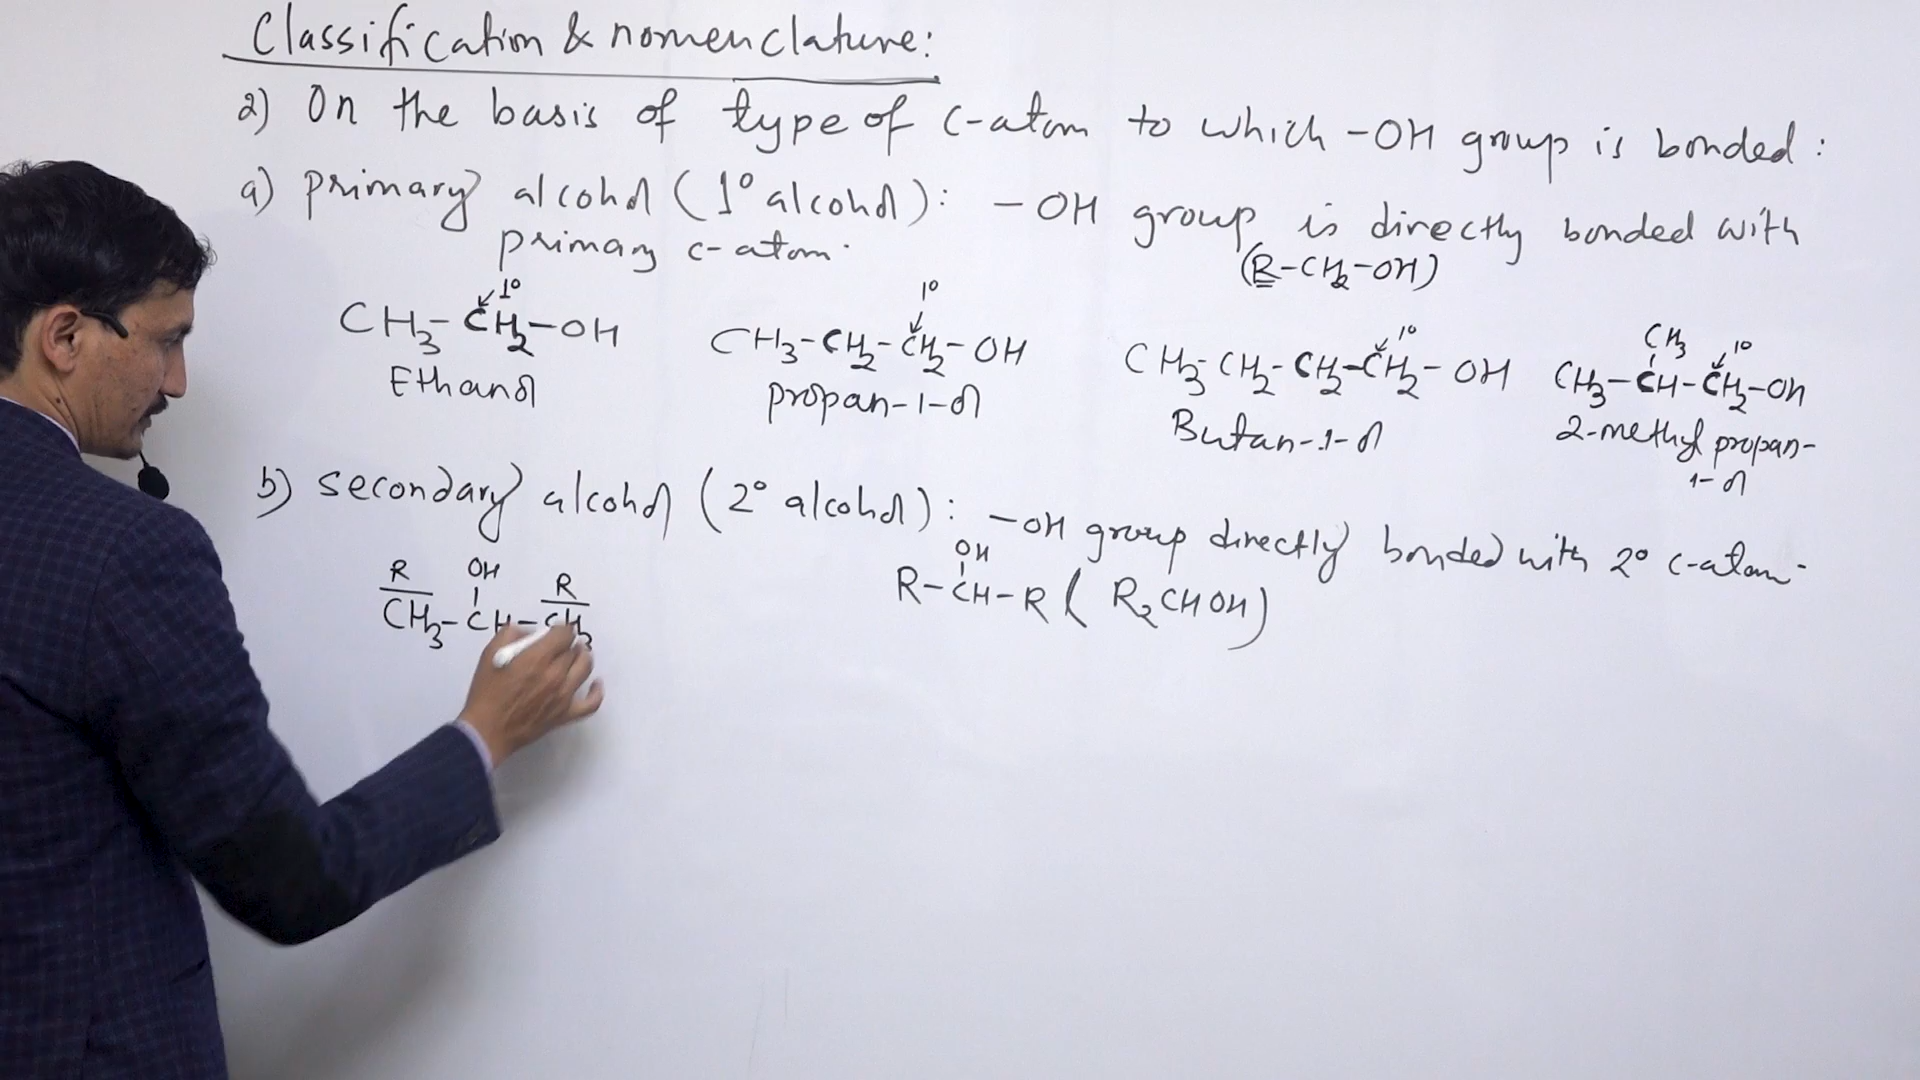 Classification & nomenclature:
2) On the basis of type of C-atom to which -OH group is bonded:
a) primary alcohol (1° alcohol): -OH group is directly bonded with
primary c-atom.
(R-CH2-OH)
1° 1° 1° CH3 1°
CH3-CH2-OH CH3-CH2-CH2-OH CH3-CH2-CH2-CH2-OH CH3-CH-CH2-OH
Ethanol propan-1-ol Butan-1-ol 2-methyl propan-
1-ol
b) secondary alcohol (2° alcohol): -OH group directly bonded with 2° c-atom.
R OH R OH
CH3-CH-CH3 R-CH-R (R2CHOH)